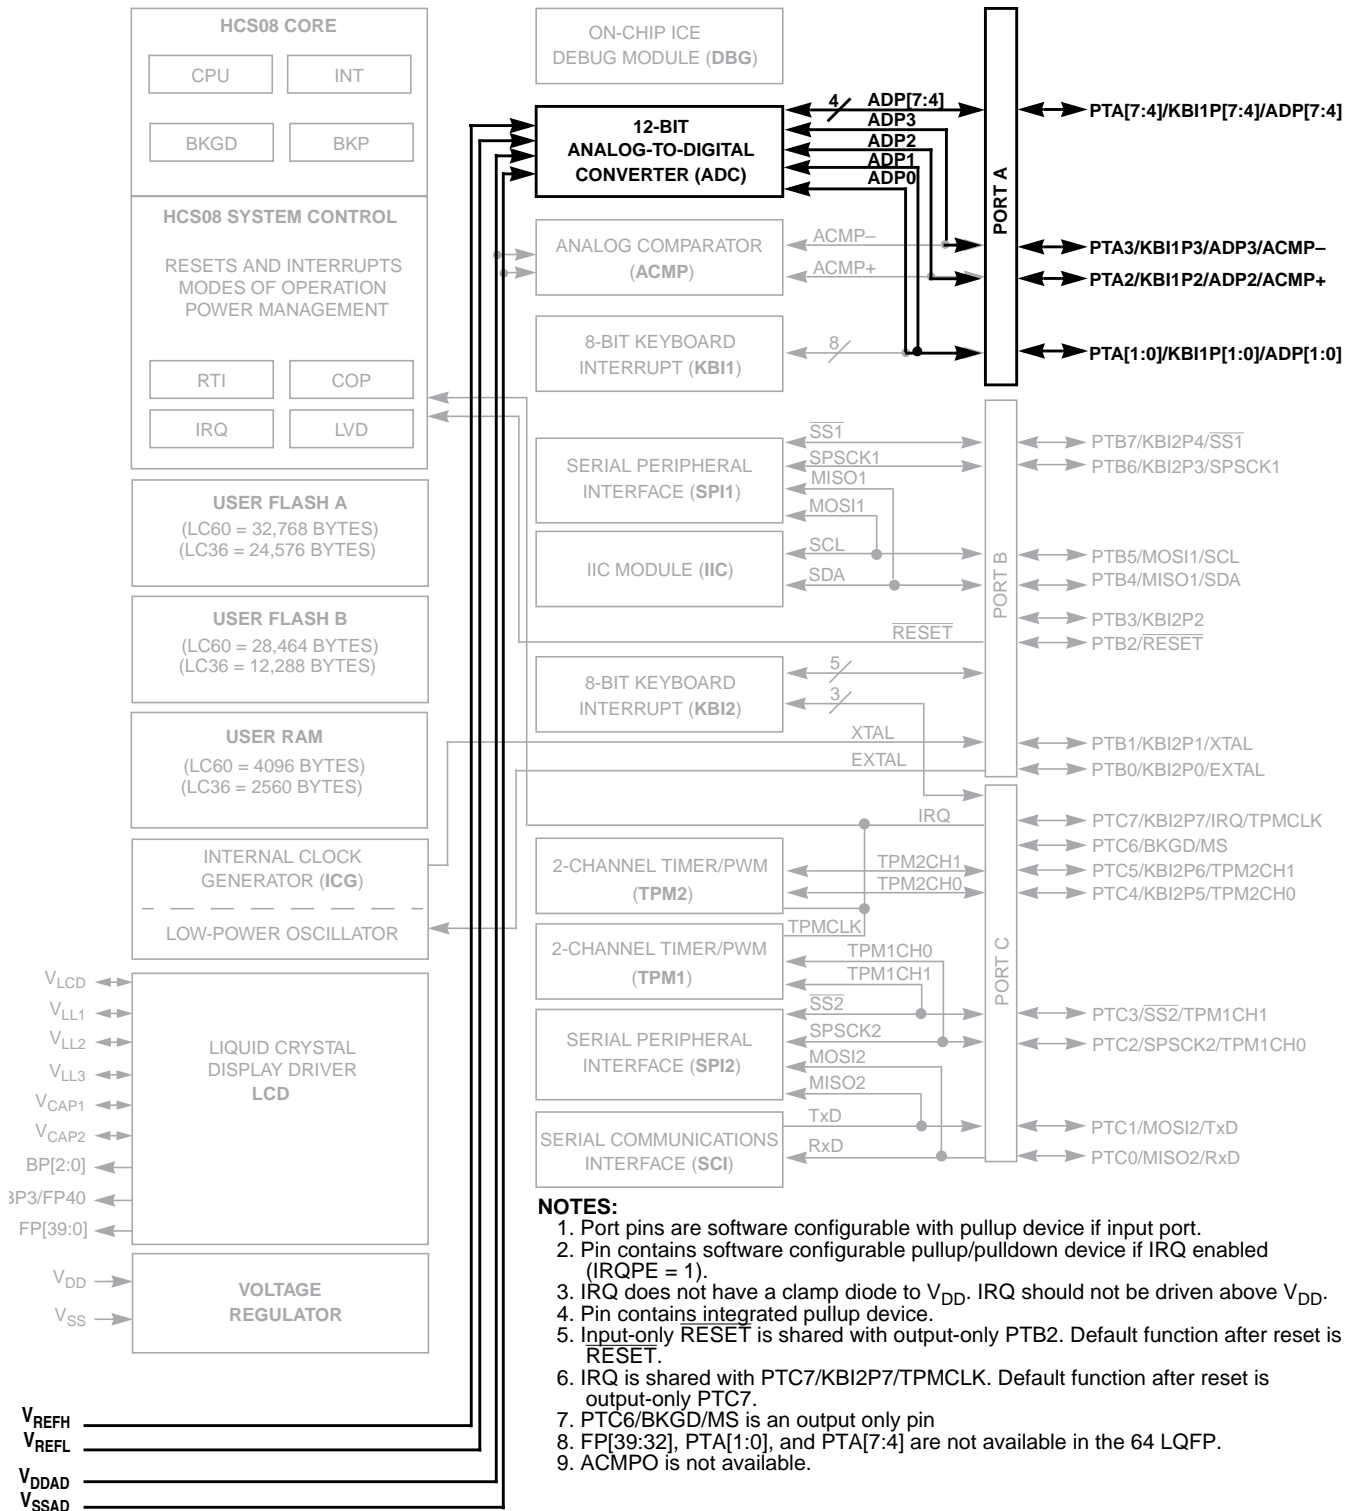 HCS08 CORE
CPU
INT
BKGD
BKP
HCS08 SYSTEM CONTROL
RESETS AND INTERRUPTS
MODES OF OPERATION
POWER MANAGEMENT
RTI
COP
IRQ
LVD
USER FLASH A
(LC60 = 32,768 BYTES)
(LC36 = 24,576 BYTES)
USER FLASH B
(LC60 = 28,464 BYTES)
(LC36 = 12,288 BYTES)
USER RAM
(LC60 = 4096 BYTES)
(LC36 = 2560 BYTES)
INTERNAL CLOCK
GENERATOR (ICG)
LOW-POWER OSCILLATOR
VLCD
VLL1
VLL2
VLL3
VCAP1
VCAP2
BP[2:0]
BP3/FP40
FP[39:0]
LIQUID CRYSTAL
DISPLAY DRIVER
LCD
VDD
VSS
VOLTAGE
REGULATOR
VREFH
VREFL
VDDAD
VSSAD
ON-CHIP ICE
DEBUG MODULE (DBG)
12-BIT
ANALOG-TO-DIGITAL
CONVERTER (ADC)
4
ADP[7:4]
ADP3
ADP2
ADP1
ADP0
ANALOG COMPARATOR
(ACMP)
ACMP–
ACMP+
8-BIT KEYBOARD
INTERRUPT (KBI1)
8
SERIAL PERIPHERAL
INTERFACE (SPI1)
SS1
SPSCK1
MISO1
MOSI1
IIC MODULE (IIC)
SCL
SDA
RESET
8-BIT KEYBOARD
INTERRUPT (KBI2)
5
3
XTAL
EXTAL
IRQ
2-CHANNEL TIMER/PWM
(TPM2)
TPM2CH1
TPM2CH0
TPMCLK
2-CHANNEL TIMER/PWM
(TPM1)
TPM1CH0
TPM1CH1
SERIAL PERIPHERAL
INTERFACE (SPI2)
SS2
SPSCK2
MOSI2
MISO2
SERIAL COMMUNICATIONS
INTERFACE (SCI)
TxD
RxD
PORT A
PTA[7:4]/KBI1P[7:4]/ADP[7:4]
PTA3/KBI1P3/ADP3/ACMP–
PTA2/KBI1P2/ADP2/ACMP+
PTA[1:0]/KBI1P[1:0]/ADP[1:0]
PORT B
PTB7/KBI2P4/SS1
PTB6/KBI2P3/SPSCK1
PTB5/MOSI1/SCL
PTB4/MISO1/SDA
PTB3/KBI2P2
PTB2/RESET
PTB1/KBI2P1/XTAL
PTB0/KBI2P0/EXTAL
PORT C
PTC7/KBI2P7/IRQ/TPMCLK
PTC6/BKGD/MS
PTC5/KBI2P6/TPM2CH1
PTC4/KBI2P5/TPM2CH0
PTC3/SS2/TPM1CH1
PTC2/SPSCK2/TPM1CH0
PTC1/MOSI2/TxD
PTC0/MISO2/RxD
NOTES:
1. Port pins are software configurable with pullup device if input port.
2. Pin contains software configurable pullup/pulldown device if IRQ enabled
(IRQPE = 1).
3. IRQ does not have a clamp diode to VDD. IRQ should not be driven above VDD.
4. Pin contains integrated pullup device.
5. Input-only RESET is shared with output-only PTB2. Default function after reset is
RESET.
6. IRQ is shared with PTC7/KBI2P7/TPMCLK. Default function after reset is
output-only PTC7.
7. PTC6/BKGD/MS is an output only pin
8. FP[39:32], PTA[1:0], and PTA[7:4] are not available in the 64 LQFP.
9. ACMPO is not available.